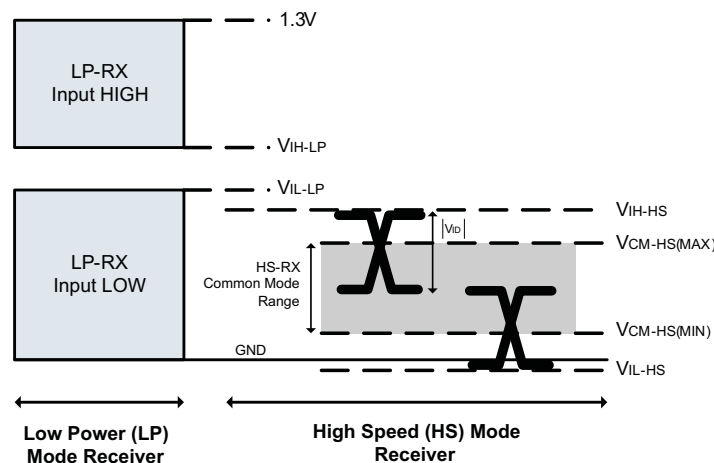 1.3V
LP-RX
Input HIGH
VIH-LP
VIL-LP
LP-RX
Input LOW
VIH-HS
|VID|
VCM-HS(MAX)
HS-RX
Common Mode
Range
VCM-HS(MIN)
GND
VIL-HS
Low Power (LP)
Mode Receiver
High Speed (HS) Mode
Receiver